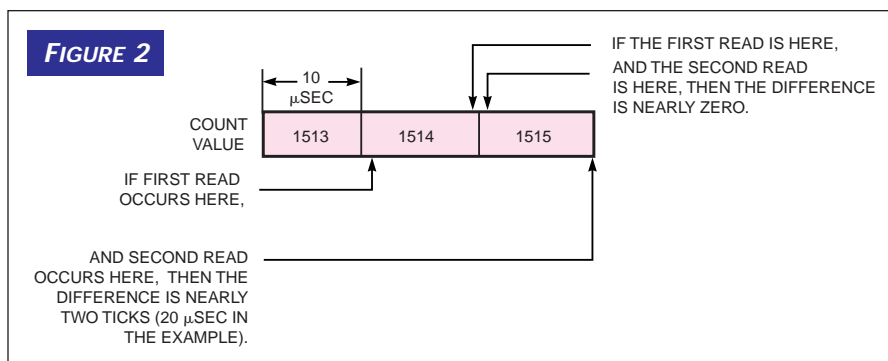 FIGURE 2
10
µSEC
IF THE FIRST READ IS HERE,
AND THE SECOND READ
IS HERE, THEN THE DIFFERENCE
IS NEARLY ZERO.
COUNT
VALUE
1513
1514
1515
IF FIRST READ
OCCURS HERE,
AND SECOND READ
OCCURS HERE, THEN THE
DIFFERENCE IS NEARLY
TWO TICKS (20 µSEC IN
THE EXAMPLE).